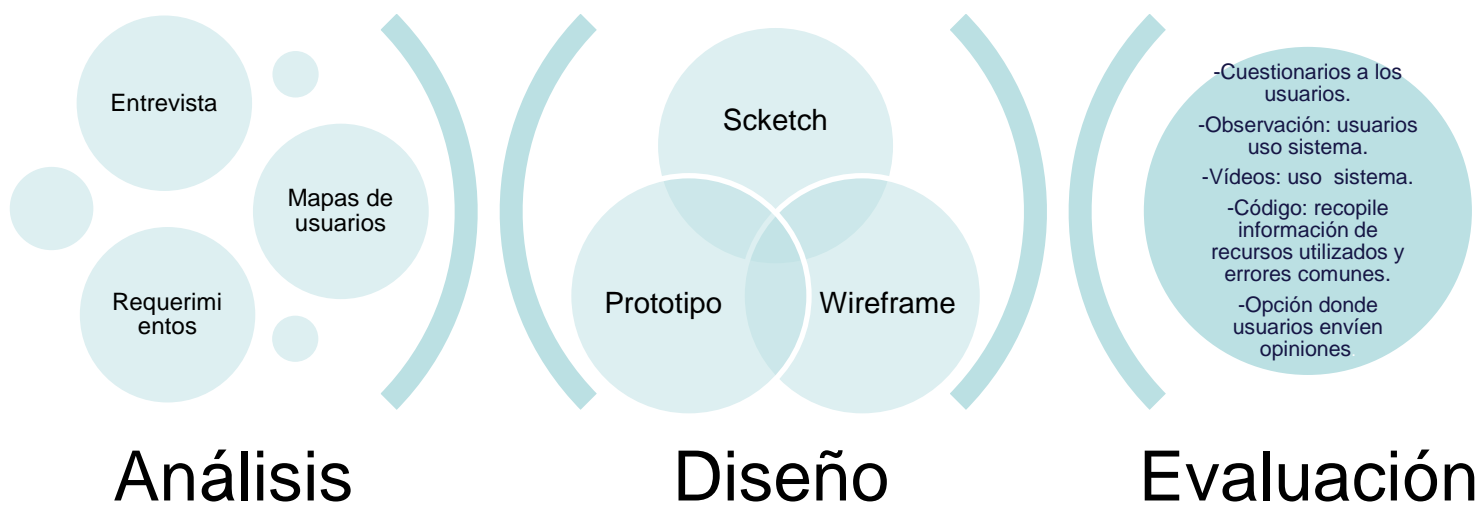 Entrevista
Mapas de
usuarios
Requerimi
entos
Análisis
Scketch
Prototipo
Wireframe
Diseño
-Cuestionarios a los
usuarios.
-Observación: usuarios
uso sistema.
-Vídeos: uso sistema.
-Código: recopile
información de
recursos utilizados y
errores comunes.
-Opción donde
usuarios envíen
opiniones
Evaluación